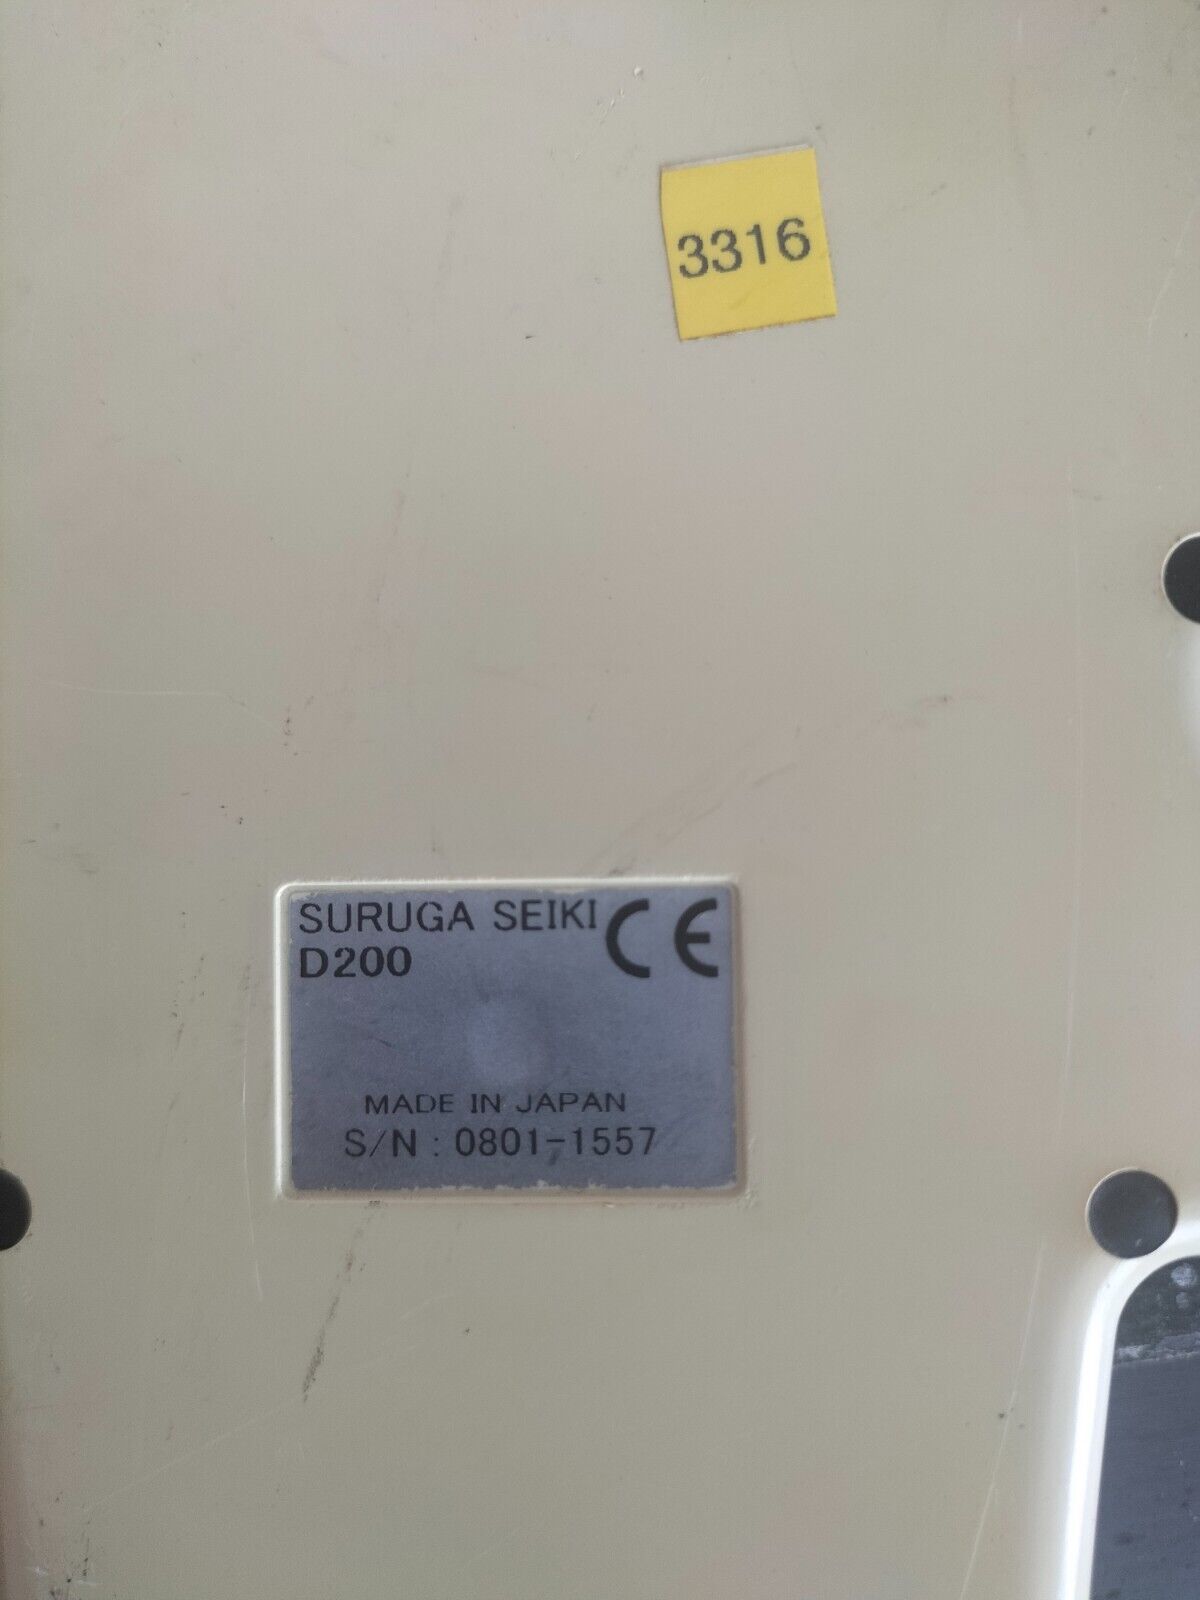 3316
SURUGA SEIKI CE
D200
MADE IN JAPAN
S/N : 0801-1557